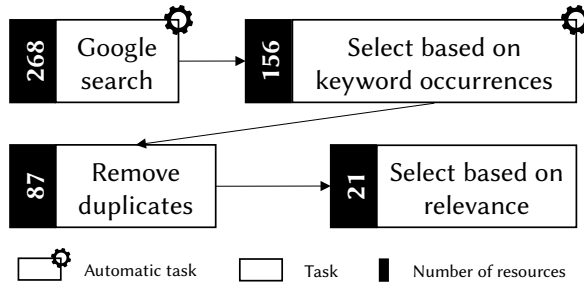 268
Google
search
156
Select based on
keyword occurrences
87
Remove
duplicates
21
Select based on
relevance
Automatic task
Task
Number of resources